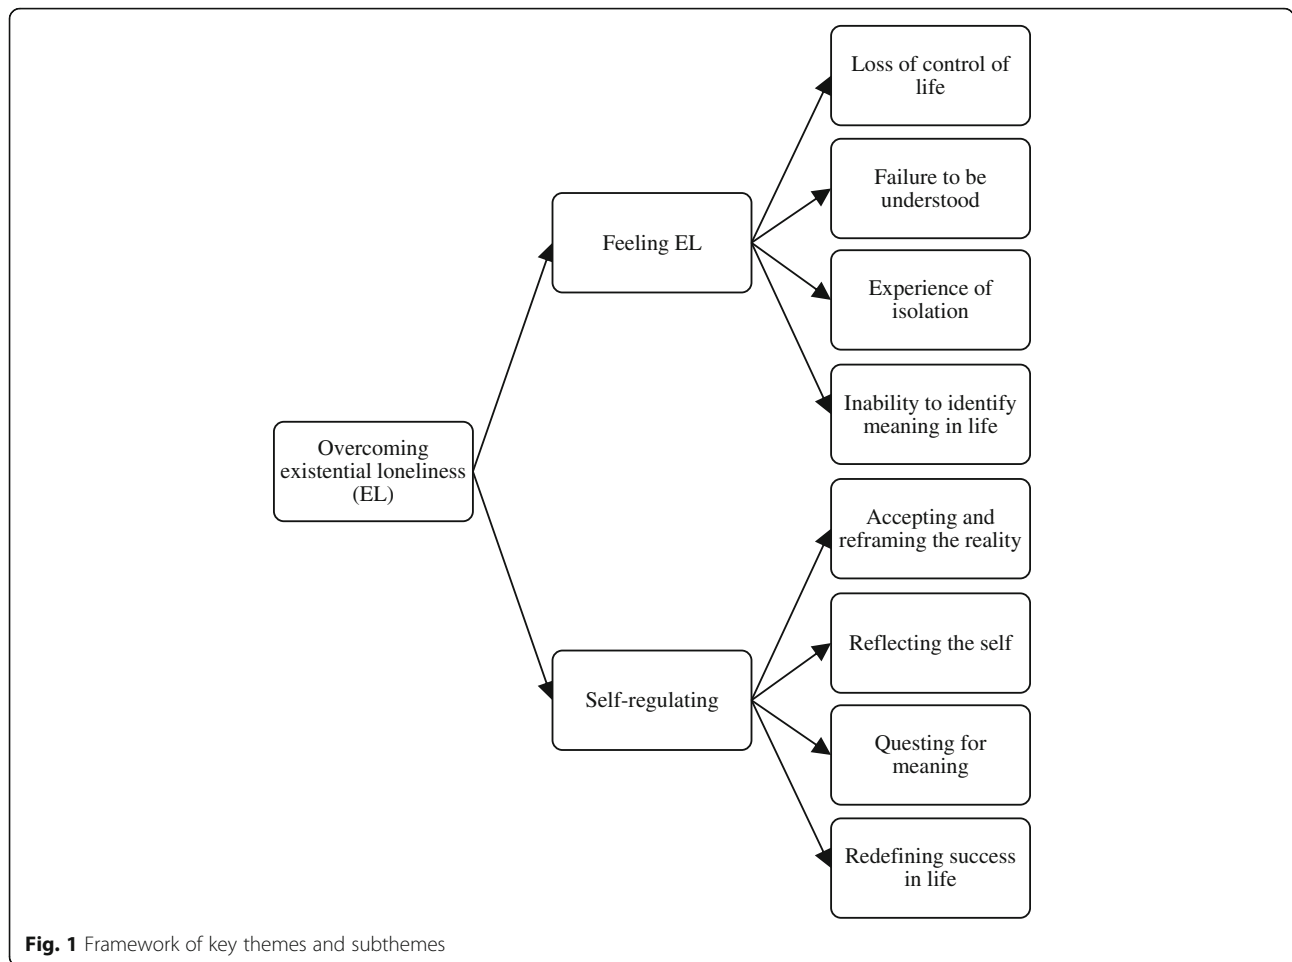 Overcoming
existential loneliness
(EL)
Feeling EL
Loss of control of
life
Failure to be
understood
Experience of
isolation
Inability to identify
meaning in life
Self-regulating
Accepting and
reframing the reality
Reflecting the self
Questing for
meaning
Redefining success
in life
Fig. 1 Framework of key themes and subthemes